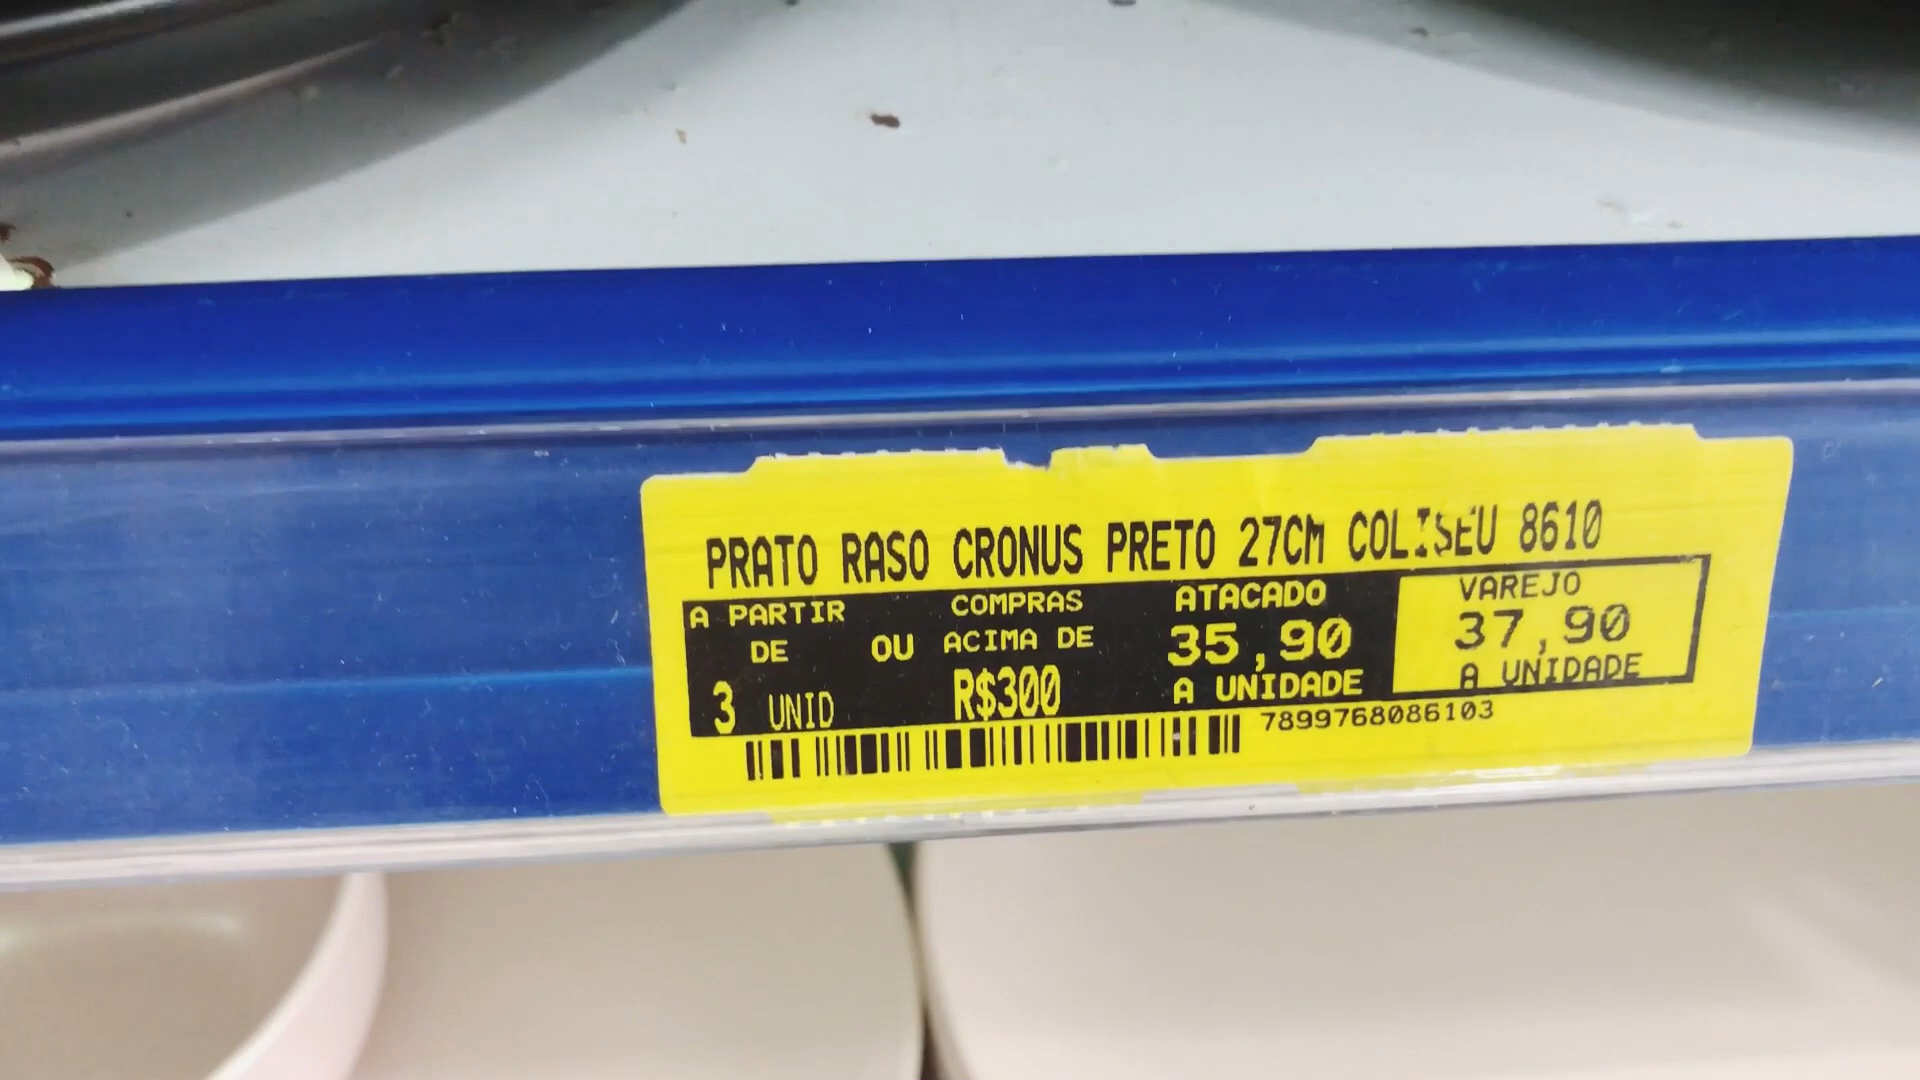 PRATO RASO CRONUS PRETO 27CM COLISEU 8610
A PARTIR DE 3 UNID
OU
COMPRAS ACIMA DE R$300
ATACADO
35,90
A UNIDADE
VAREJO
37,90
A UNIDADE
7899768086103